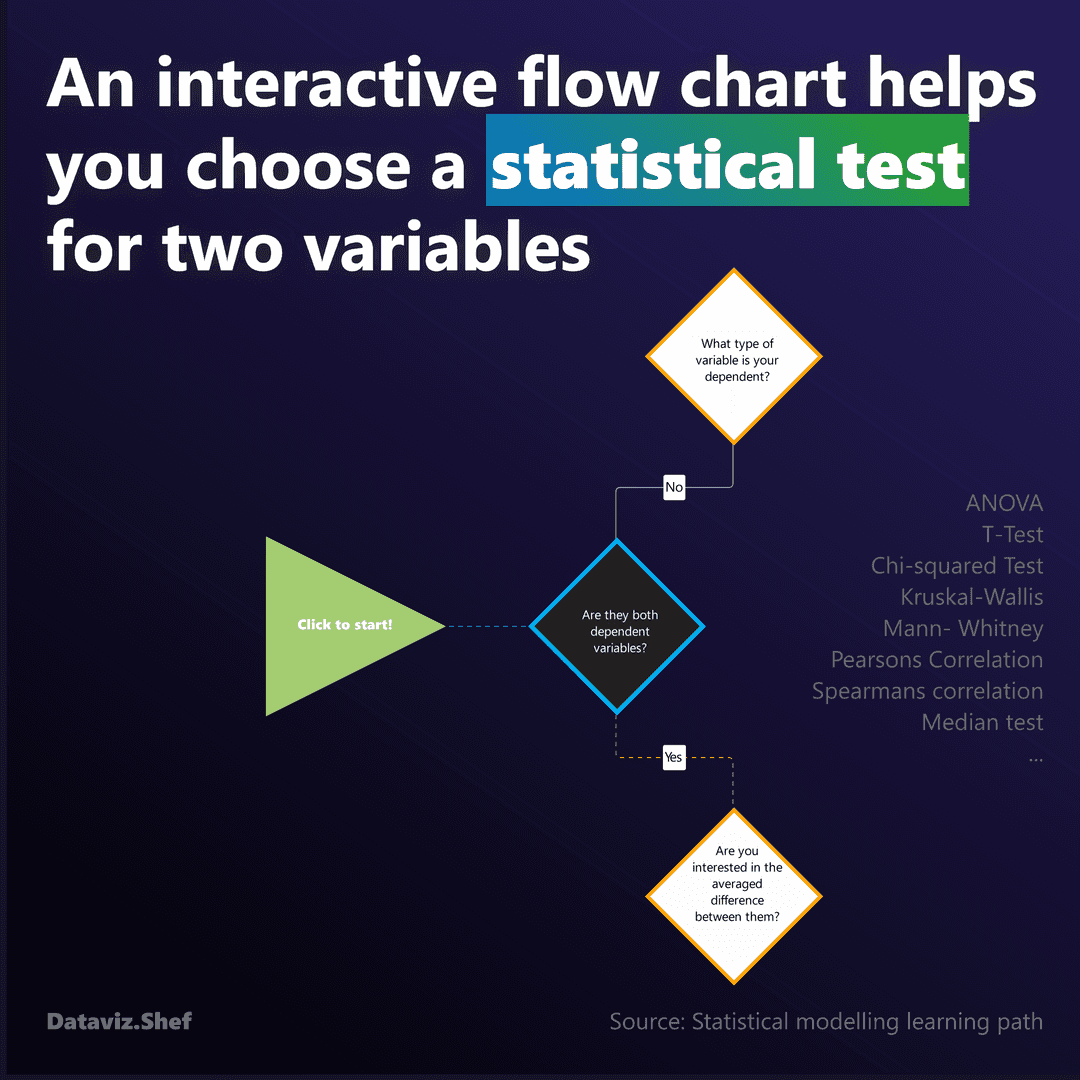 An interactive flow chart helps
you choose a statistical test
for two variables
What type of
variable is your
dependent?
No
Click to start!
Are they both
dependent
variables?
ANOVA
T-Test
Chi-squared Test
Kruskal-Wallis
Mann- Whitney
Pearsons Correlation
Spearmans correlation
Median test
...
Yes
Are you
interested in the
averaged
difference
between them?
Dataviz.Shef
Source: Statistical modelling learning path